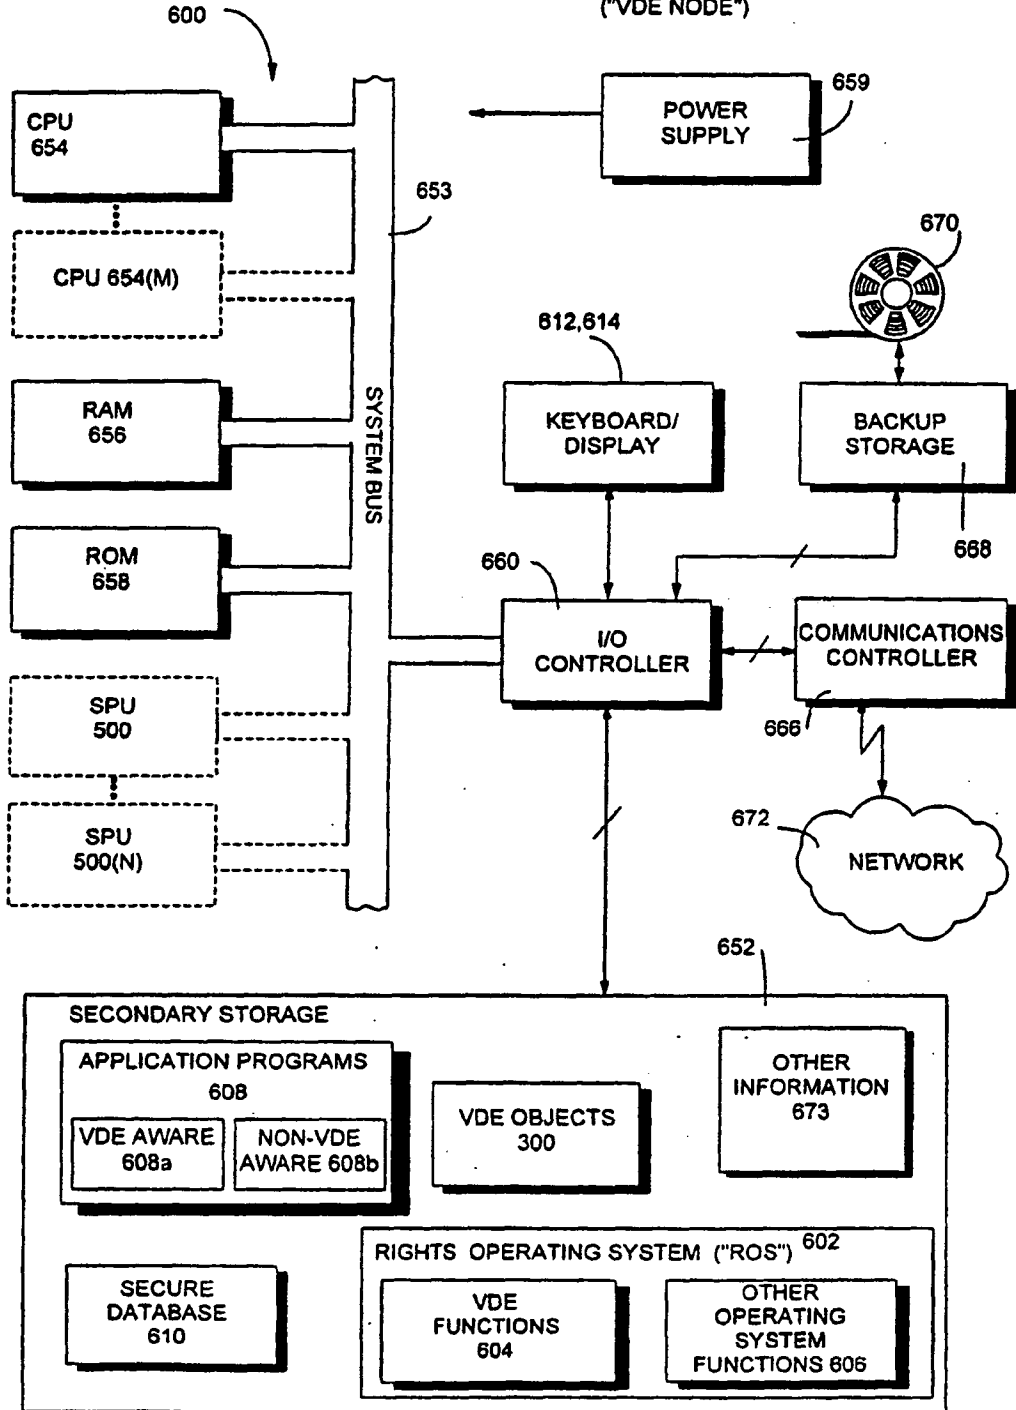 ("VDE NODE")
600
CPU
654
POWER
SUPPLY
659
653
CPU 654(M)
670
612,614
RAM
656
SYSTEM BUS
KEYBOARD/
DISPLAY
BACKUP
STORAGE
668
ROM
658
660
I/O
CONTROLLER
COMMUNICATIONS
CONTROLLER
666
SPU
500
SPU
500(N)
672
NETWORK
652
SECONDARY STORAGE
APPLICATION PROGRAMS
608
VDE AWARE
608a
NON-VDE
AWARE 608b
VDE OBJECTS
300
OTHER
INFORMATION
673
SECURE
DATABASE
610
RIGHTS OPERATING SYSTEM ("ROS") 602
VDE
FUNCTIONS
604
OTHER
OPERATING
SYSTEM
FUNCTIONS 606